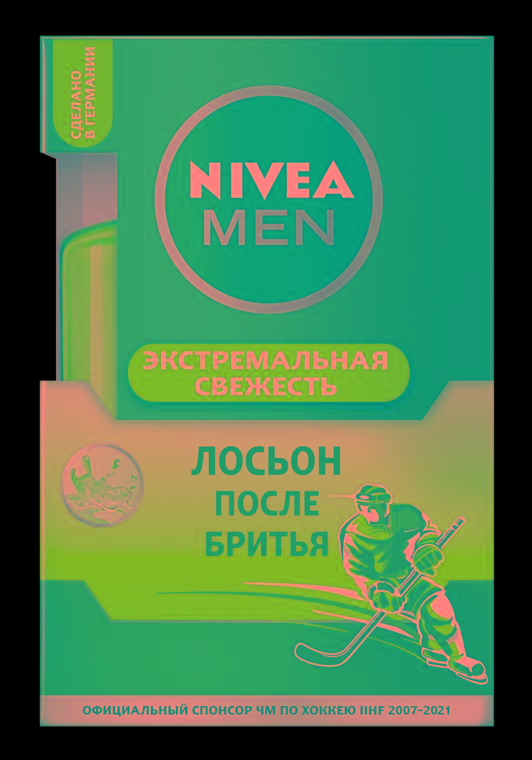 СДЕЛАНО
В ГЕРМАНИИ
NIVEA
MEN
ЭКСТРЕМАЛЬНАЯ
СВЕЖЕСТЬ
ЛОСЬОН
ПОСЛЕ
БРИТЬЯ
ОФИЦИАЛЬНЫЙ СПОНСОР ЧМ ПО ХОККЕЮ IIHF 2007-2021